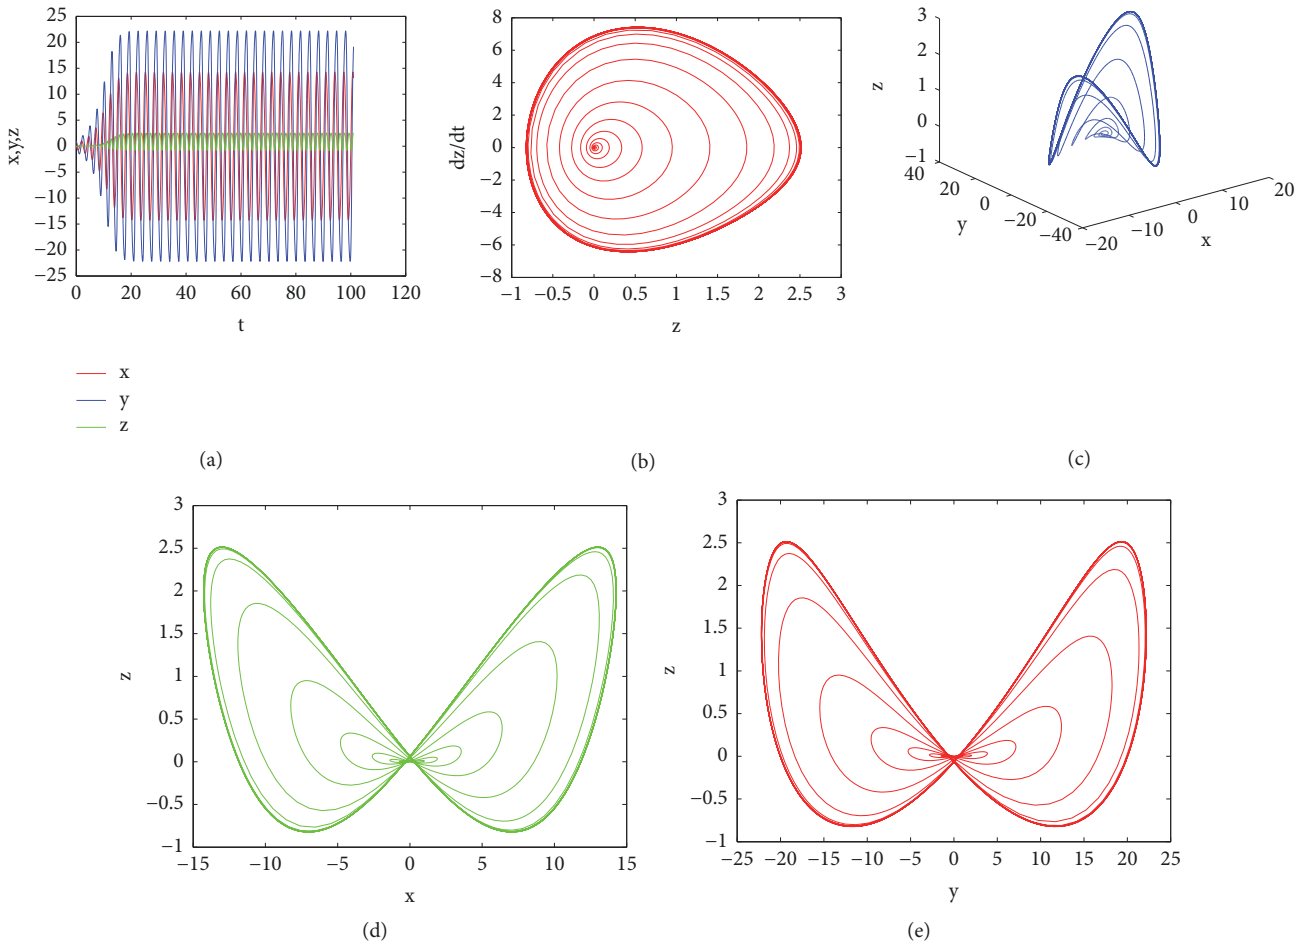 25
20
15
10
5
0
−5
−10
−15
−20
−25
x,y,z
0 20 40 60 80 100 120
t
x
y
z
(a)
8
6
4
2
0
−2
−4
−6
−8
dz/dt
−1 −0.5 0 0.5 1 1.5 2 2.5 3
z
(b)
3
2
1
0
−1
z
40
20
0
−20
−40
y
−20
−10
0
10
20
x
(c)
3
2.5
2
1.5
1
0.5
0
−0.5
−1
z
−15 −10 −5 0 5 10 15
x
(d)
3
2.5
2
1.5
1
0.5
0
−0.5
−1
z
−25 −20 −15 −10 −5 0 5 10 15 20 25
y
(e)